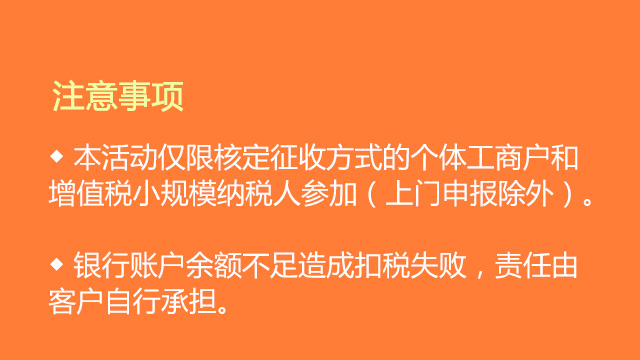 注意事项
◆ 本活动仅限核定征收方式的个体工商户和
增值税小规模纳税人参加（上门申报除外）。
◆ 银行账户余额不足造成扣税失败，责任由
客户自行承担。